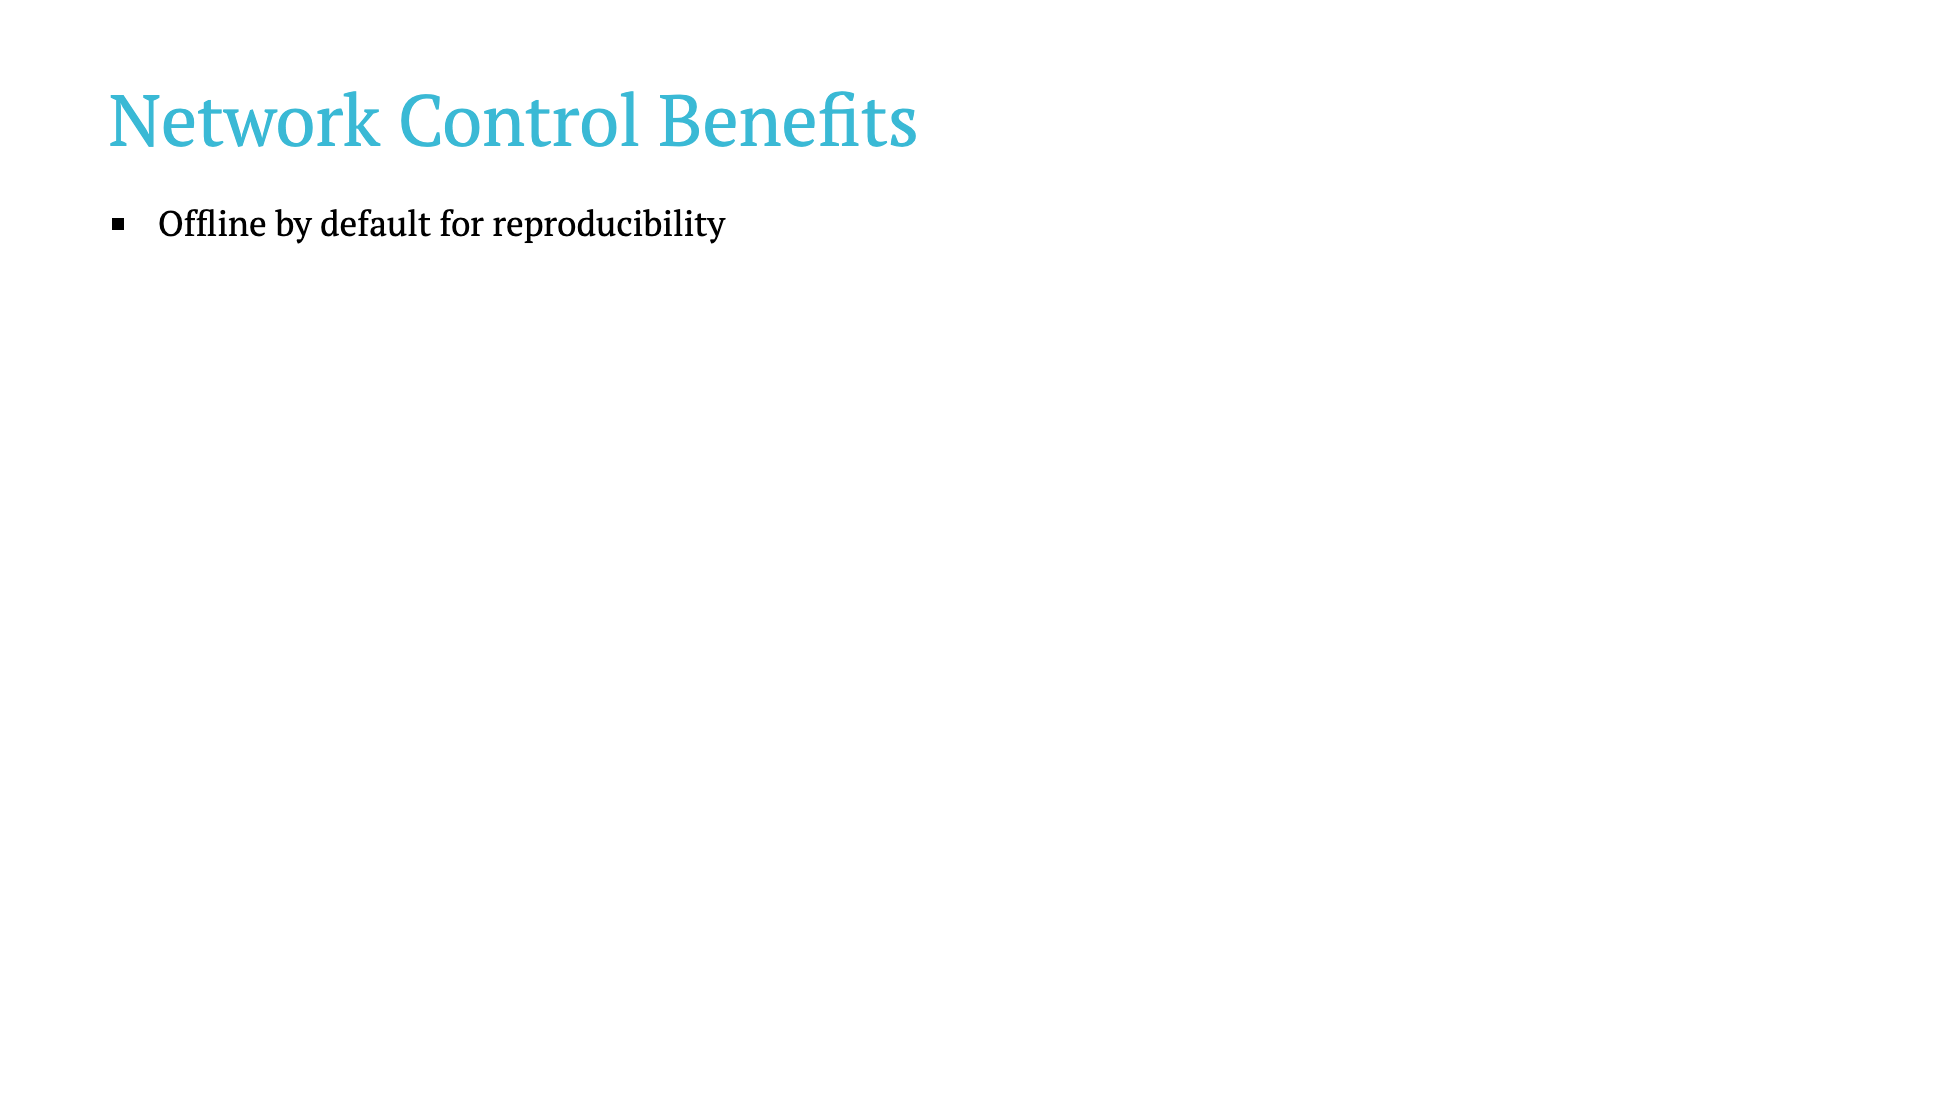 Network Control Benefits
▪ Offline by default for reproducibility